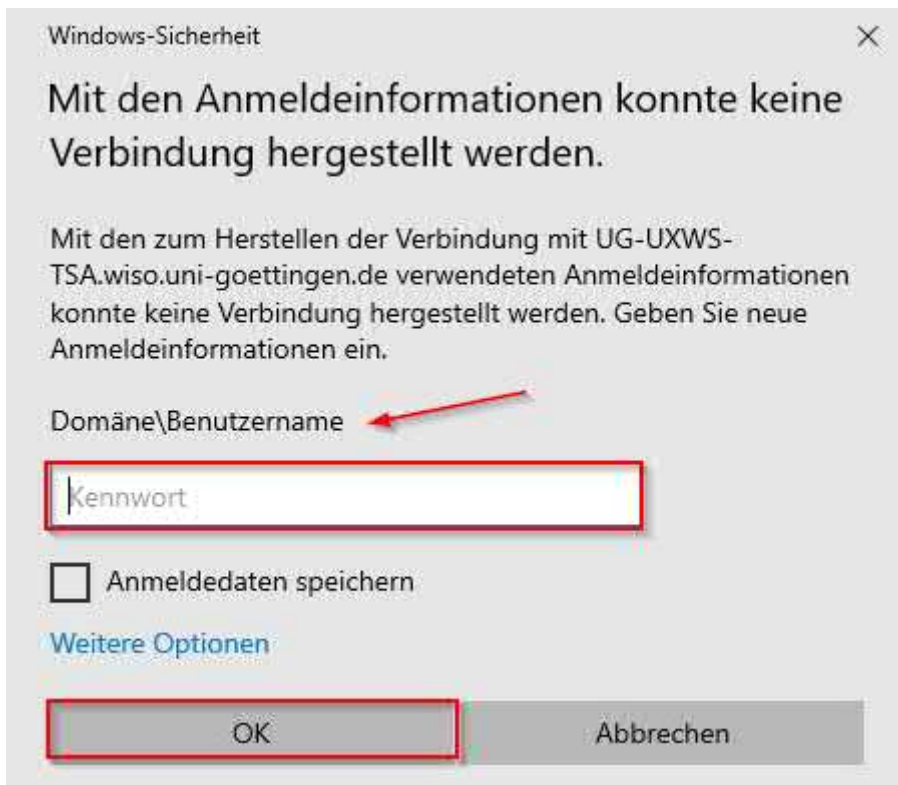 Windows-Sicherheit
Mit den Anmeldeinformationen konnte keine
Verbindung hergestellt werden.
Mit den zum Herstellen der Verbindung mit UG-UXWS-
TSA.wiso.uni-goettingen.de verwendeten Anmeldeinformationen
konnte keine Verbindung hergestellt werden. Geben Sie neue
Anmeldeinformationen ein.
Domäne\Benutzername
Kennwort
Anmeldedaten speichern
Weitere Optionen
OK
Abbrechen